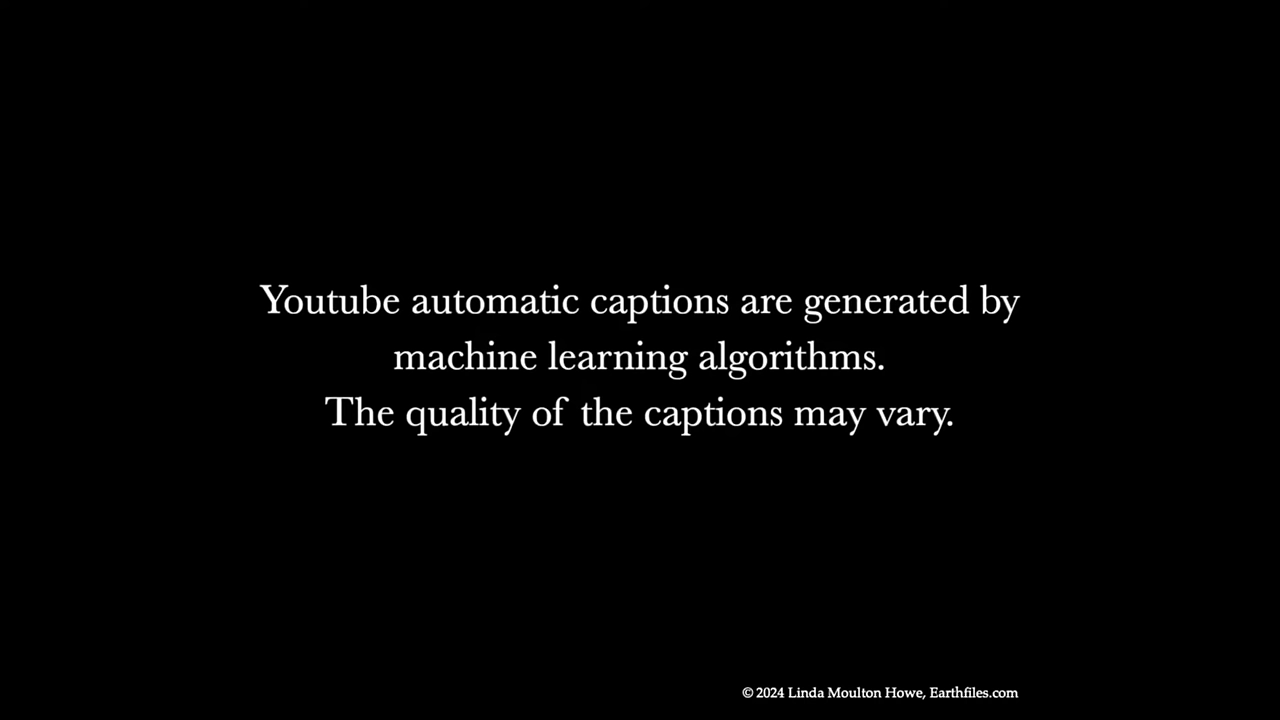 Youtube automatic captions are generated by
machine learning algorithms.
The quality of the captions may vary.
© 2024 Linda Moulton Howe, Earthfiles.com